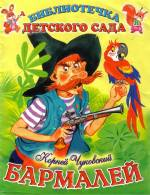 БИБЛИОТЕЧКА
ДЕТСКОГО САДА
Корней Чуковский
БАРМАЛЕЙ